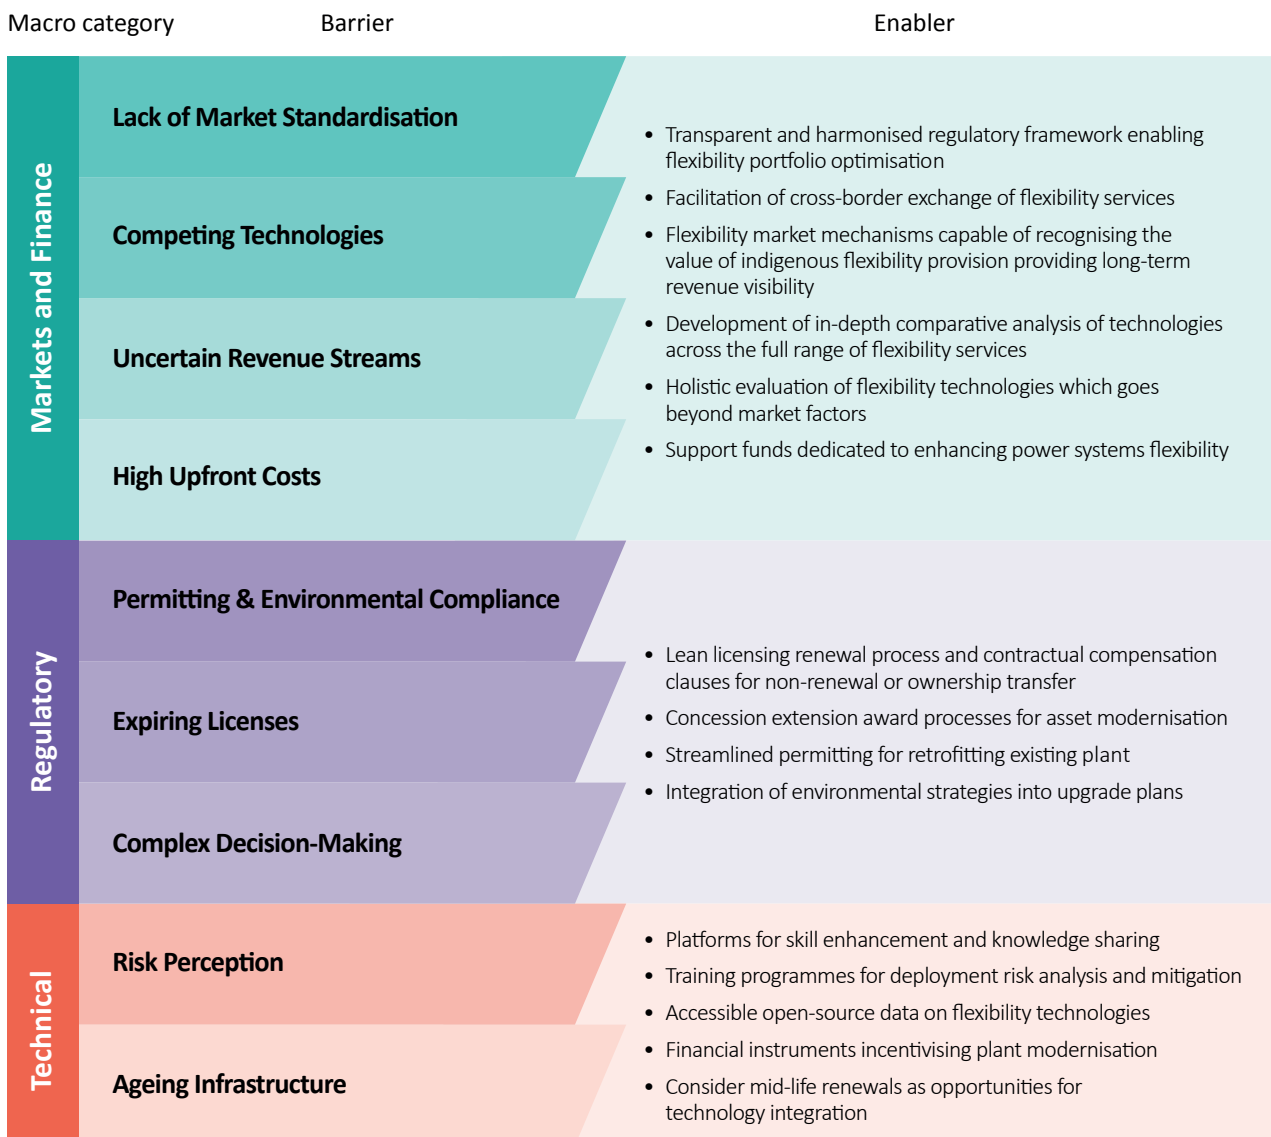 Macro category
Barrier
Enabler
Markets and Finance
Lack of Market Standardisation
Competing Technologies
Uncertain Revenue Streams
High Upfront Costs
• Transparent and harmonised regulatory framework enabling
flexibility portfolio optimisation
• Facilitation of cross-border exchange of flexibility services
• Flexibility market mechanisms capable of recognising the
value of indigenous flexibility provision providing long-term
revenue visibility
• Development of in-depth comparative analysis of technologies
across the full range of flexibility services
• Holistic evaluation of flexibility technologies which goes
beyond market factors
• Support funds dedicated to enhancing power systems flexibility
Regulatory
Permitting & Environmental Compliance
Expiring Licenses
Complex Decision-Making
• Lean licensing renewal process and contractual compensation
clauses for non-renewal or ownership transfer
• Concession extension award processes for asset modernisation
• Streamlined permitting for retrofitting existing plant
• Integration of environmental strategies into upgrade plans
Technical
Risk Perception
Ageing Infrastructure
• Platforms for skill enhancement and knowledge sharing
• Training programmes for deployment risk analysis and mitigation
• Accessible open-source data on flexibility technologies
• Financial instruments incentivising plant modernisation
• Consider mid-life renewals as opportunities for
technology integration